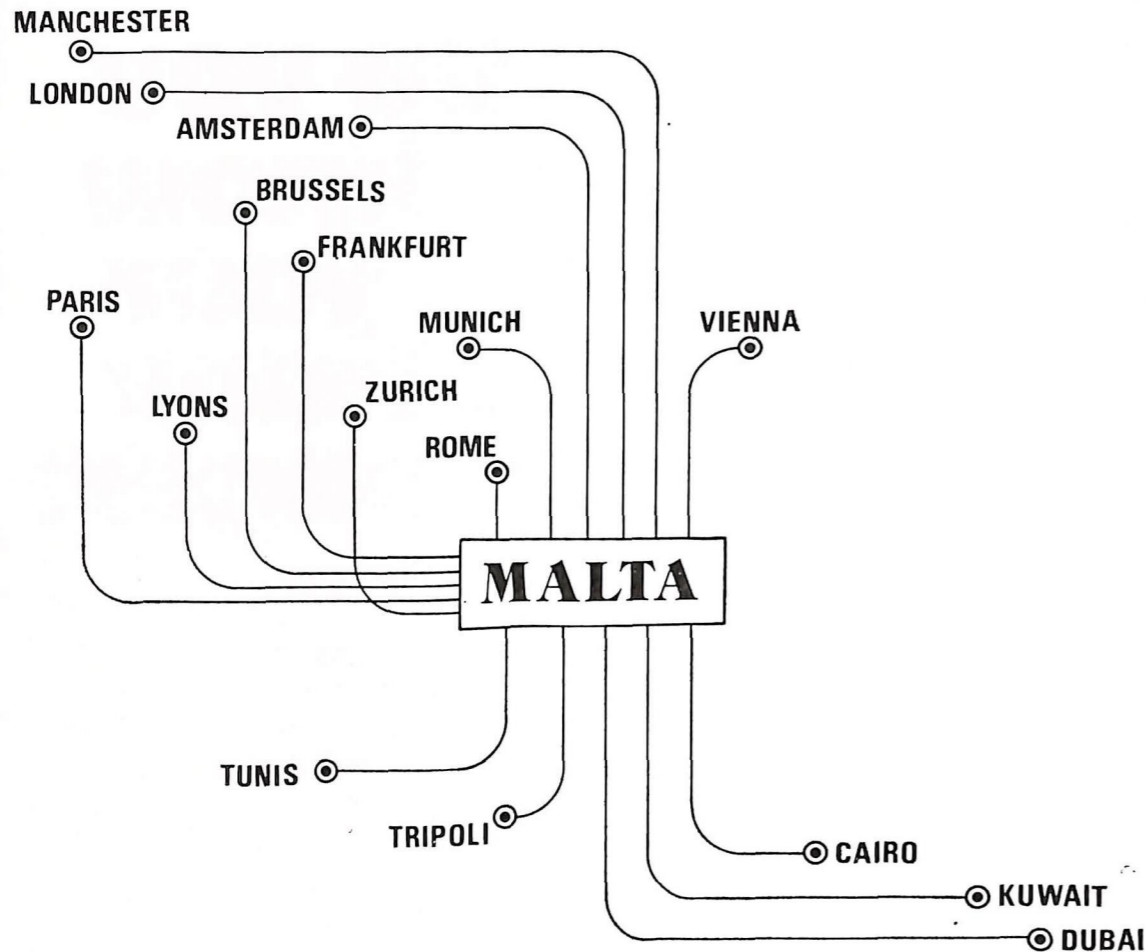 MANCHESTER
LONDON
AMSTERDAM
BRUSSELS
FRANKFURT
PARIS
MUNICH
VIENNA
ZURICH
LYONS
ROME
MALTA
TUNIS
TRIPOLI
CAIRO
KUWAIT
DUBAI